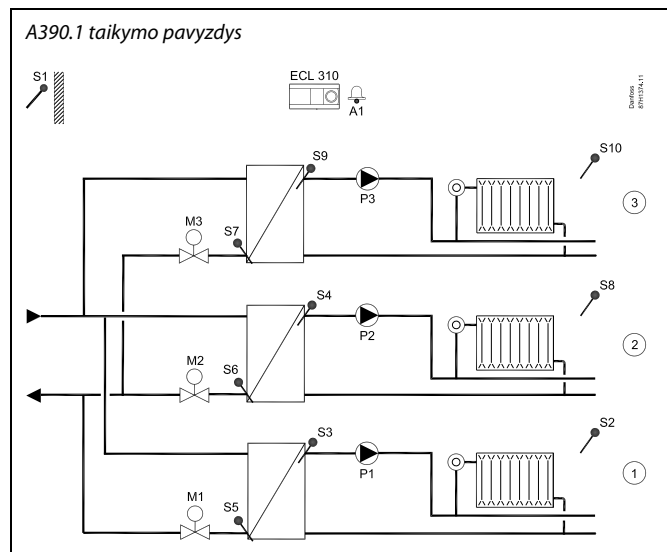 A390.1 taikymo pavyzdys
S1
ECL 310
A1
Danfoss
87H1374.11
S9
S10
P3
M3
S7
3
S4
S8
P2
M2
S6
2
S3
S2
P1
M1
S5
1